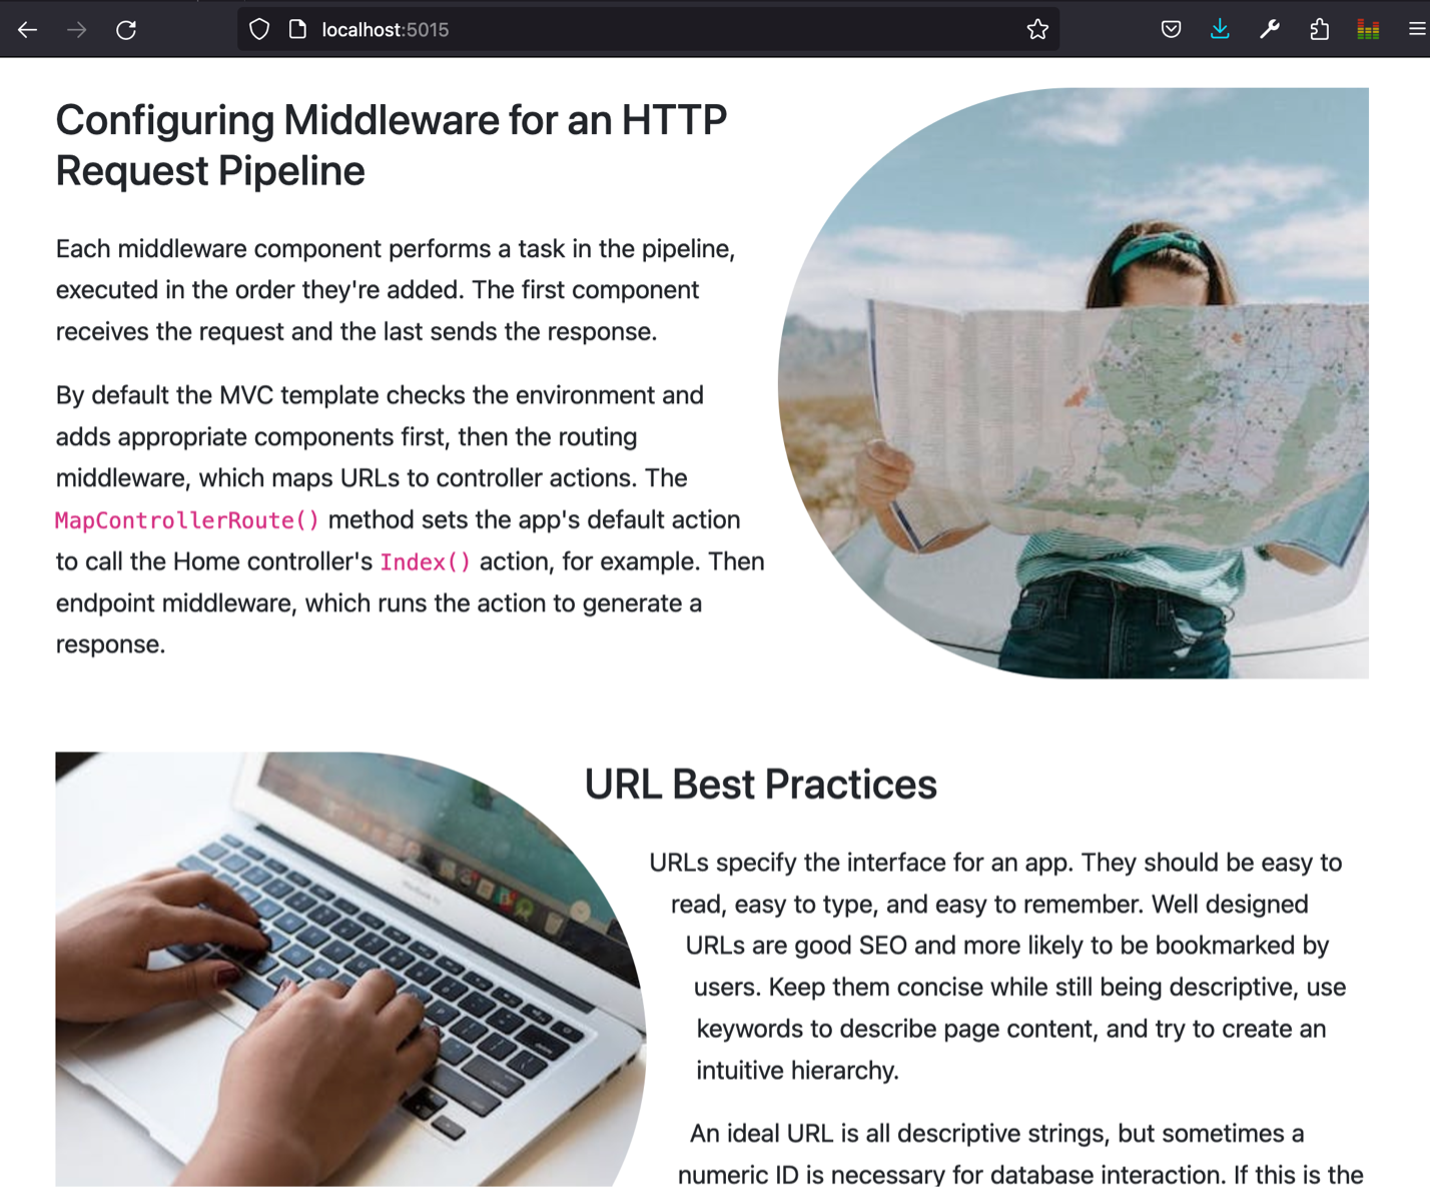 localhost:5015
Configuring Middleware for an HTTP
Request Pipeline
Each middleware component performs a task in the pipeline,
executed in the order they're added. The first component
receives the request and the last sends the response.
By default the MVC template checks the environment and
adds appropriate components first, then the routing
middleware, which maps URLs to controller actions. The
MapControllerRoute() method sets the app's default action
to call the Home controller's Index() action, for example. Then
endpoint middleware, which runs the action to generate a
response.
URL Best Practices
URLs specify the interface for an app. They should be easy to
read, easy to type, and easy to remember. Well designed
URLs are good SEO and more likely to be bookmarked by
users. Keep them concise while still being descriptive, use
keywords to describe page content, and try to create an
intuitive hierarchy.
An ideal URL is all descriptive strings, but sometimes a
numeric ID is necessary for database interaction. If this is the